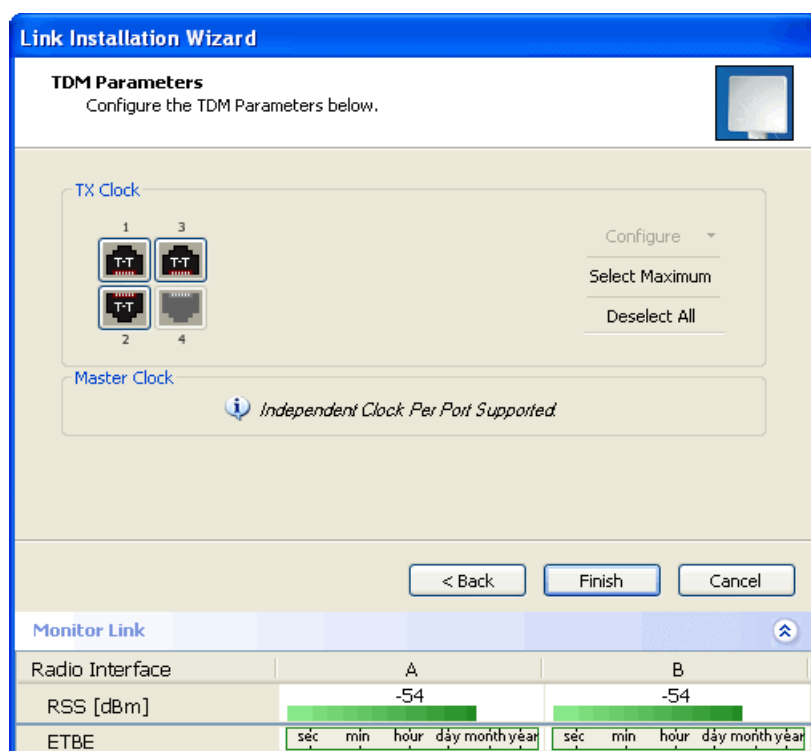 Link Installation Wizard
TDM Parameters
Configure the TDM Parameters below.
TX Clock
1 3
T-T T-T
T-T
2 4
Configure
Select Maximum
Deselect All
Master Clock
Independent Clock Per Port Supported.
< Back Finish Cancel
Monitor Link
Radio Interface A B
RSS [dBm] -54 -54
ETBE sec min hour day month year sec min hour day month year